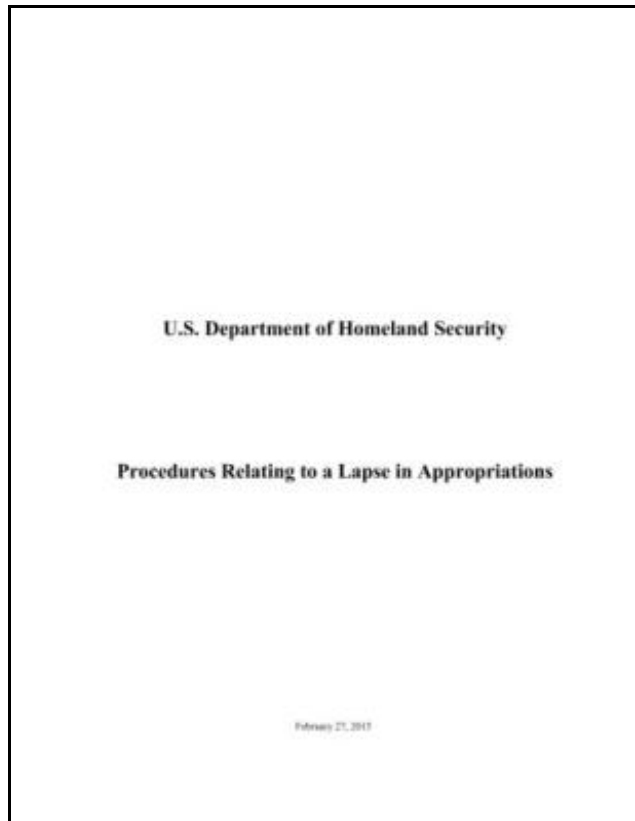 U.S. Department of Homeland Security
Procedures Relating to a Lapse in Appropriations
February 27, 2015